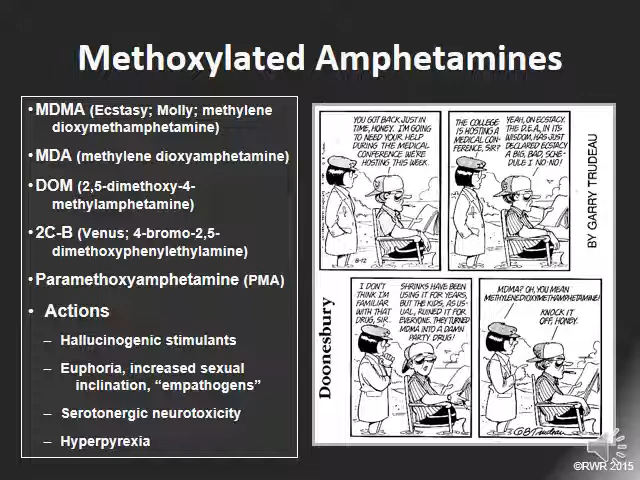 Methoxylated Amphetamines
• MDMA (Ecstasy; Molly; methylene
dioxymethamphetamine)
• MDA (methylene dioxyamphetamine)
• DOM (2,5-dimethoxy-4-
methylamphetamine)
• 2C-B (Venus; 4-bromo-2,5-
dimethoxyphenylethylamine)
• Paramethoxyamphetamine (PMA)
• Actions
– Hallucinogenic stimulants
– Euphoria, increased sexual
inclination, “empathogens”
– Serotonergic neurotoxicity
– Hyperpyrexia
YOU GOT BACK JUST IN
TIME, HONEY. I'M GOING
TO NEED YOUR HELP
DURING THE MEDICAL
CONFERENCE WE'RE
HOSTING THIS WEEK.
8-12
THE COLLEGE
IS HOSTING A
MEDICAL CON-
FERENCE, SIR?
YEAH, ON ECSTASY.
THE D.E.A., IN ITS
WISDOM, HAS JUST
DECLARED ECSTACY
A BIG, BAD, SCHE-
DULE I NO-NO!
BY GARRY TRUDEAU
Doonesbury
I DON'T
THINK I'M
FAMILIAR
WITH THAT
DRUG, SIR.
SHRINKS HAVE BEEN
USING IT FOR YEARS,
BUT THE KIDS, AS US-
UAL, RUINED IT FOR
EVERYONE. THEY TURNED
MDMA INTO A DAMN
PARTY DRUG!
MDMA? OH, YOU MEAN
METHYLENEDIOXYMETHAMPHETAMINE!
KNOCK IT
OFF, HONEY.
GBTrudeau
©RWR 2015